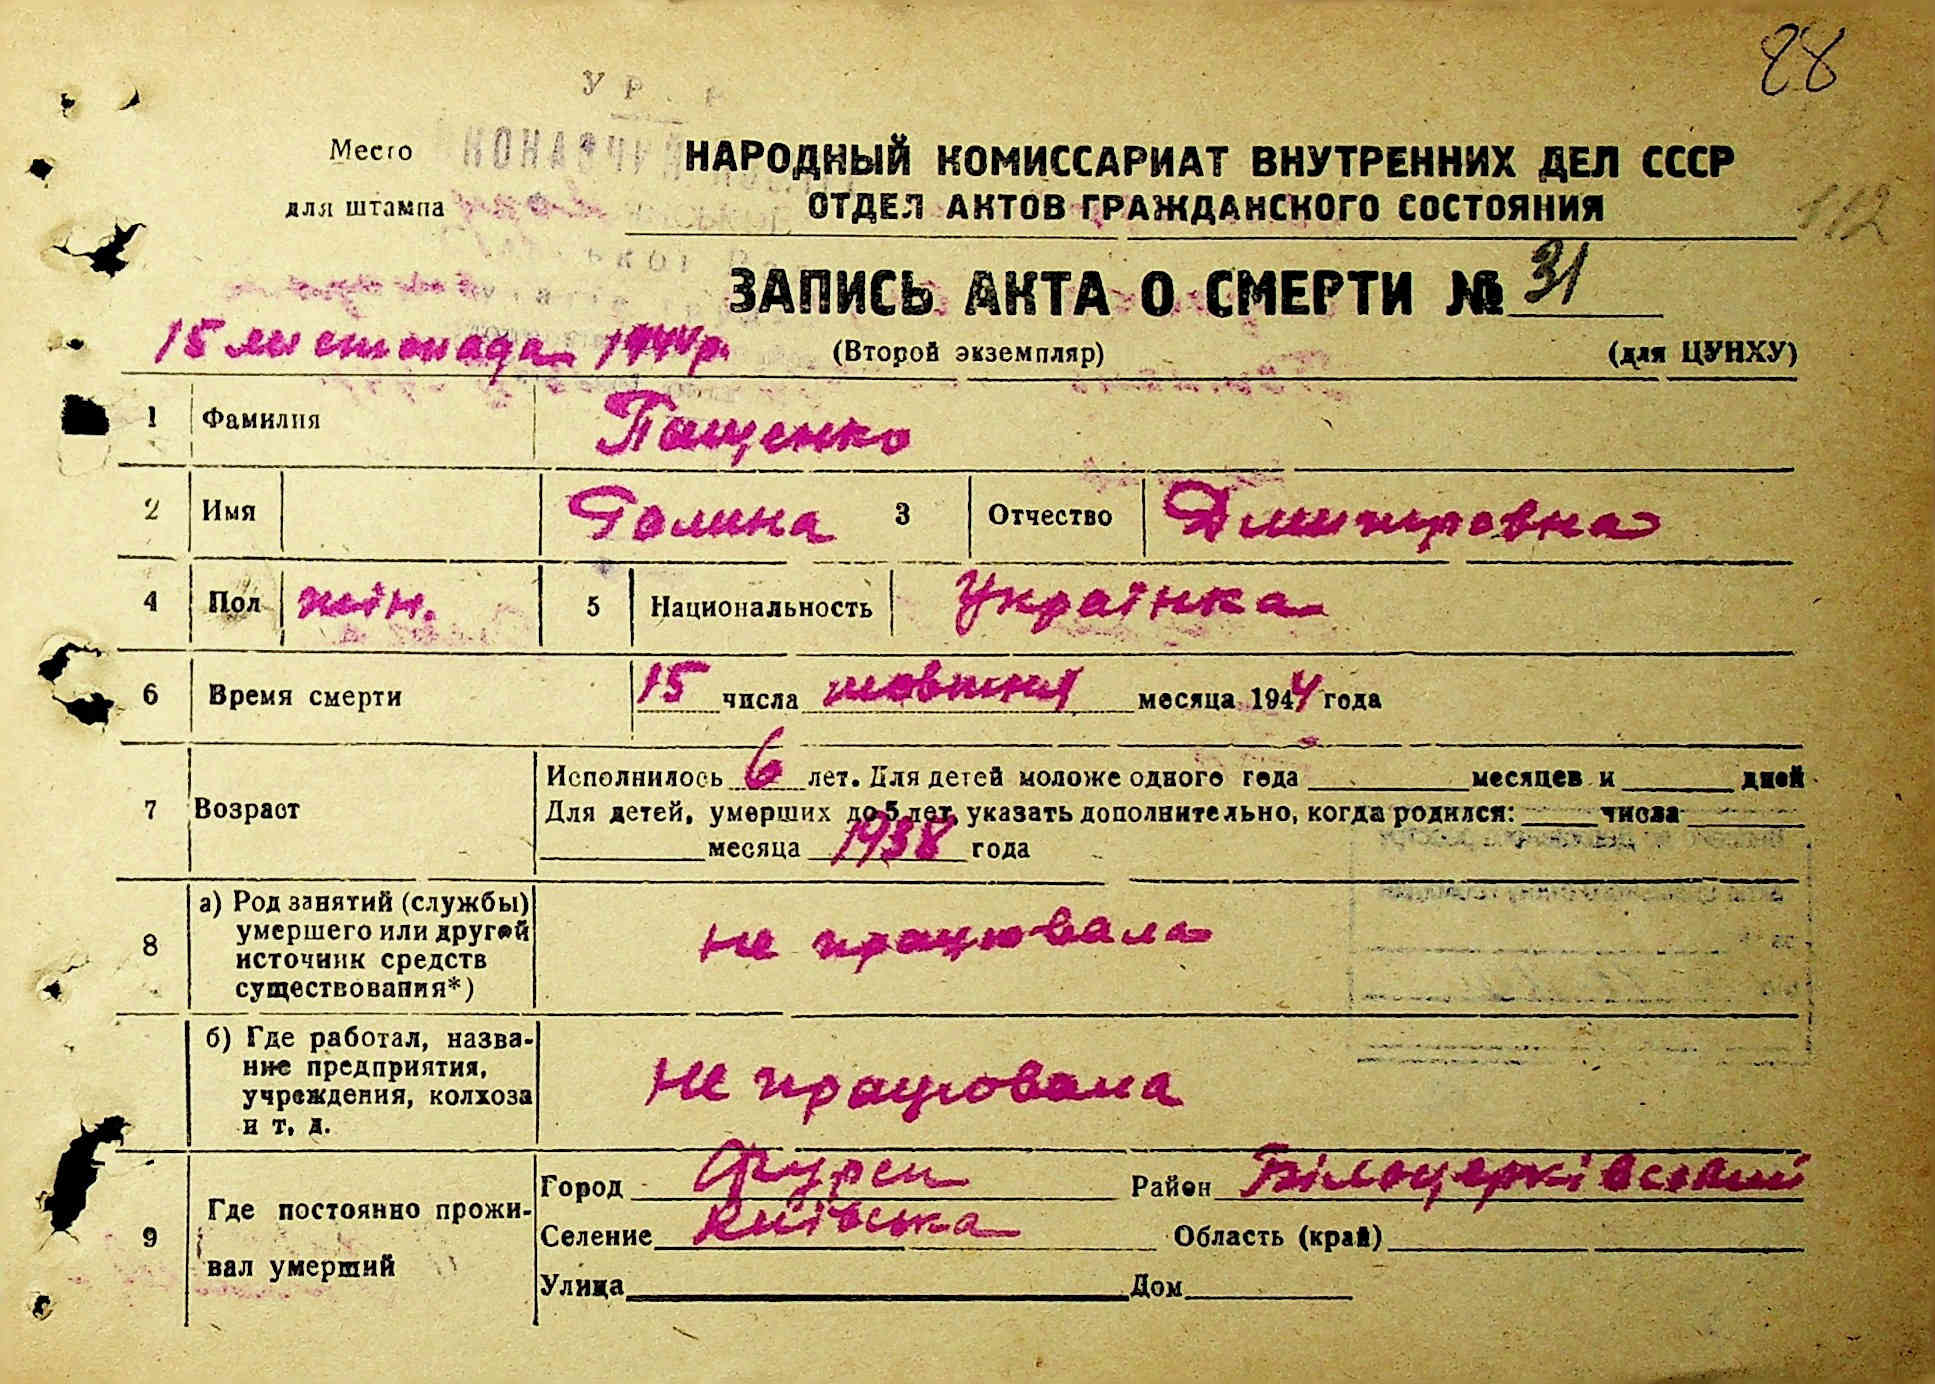 88
Место
для штампа
НАРОДНЫЙ КОМИССАРИАТ ВНУТРЕННИХ ДЕЛ СССР
ОТДЕЛ АКТОВ ГРАЖДАНСКОГО СОСТОЯНИЯ
112
ЗАПИСЬ АКТА О СМЕРТИ № 31
15 листопада 1944 р.
(Второй экземпляр) (для ЦУНХУ)
1 Фамилия Пащенко
2 Имя Галина 3 Отчество Дмитровна
4 Пол жін. 5 Национальность Українка
6 Время смерти 15 числа жовтня месяца 1944 года
7 Возраст Исполнилось 6 лет. Для детей моложе одного года месяцев и дней
Для детей, умерших до 5 лет, указать дополнительно, когда родился: числа
месяца 1938 года
8 а) Род занятий (службы)
умершего или другой
источник средств
существования*)
не працювала
б) Где работал, назва-
ние предприятия,
учреждения, колхоза
и т. д.
не працювала
9 Где постоянно прожи-
вал умерший
Город Фурси Район Білоцерківський
Селение Київська Область (край)
Улица Дом